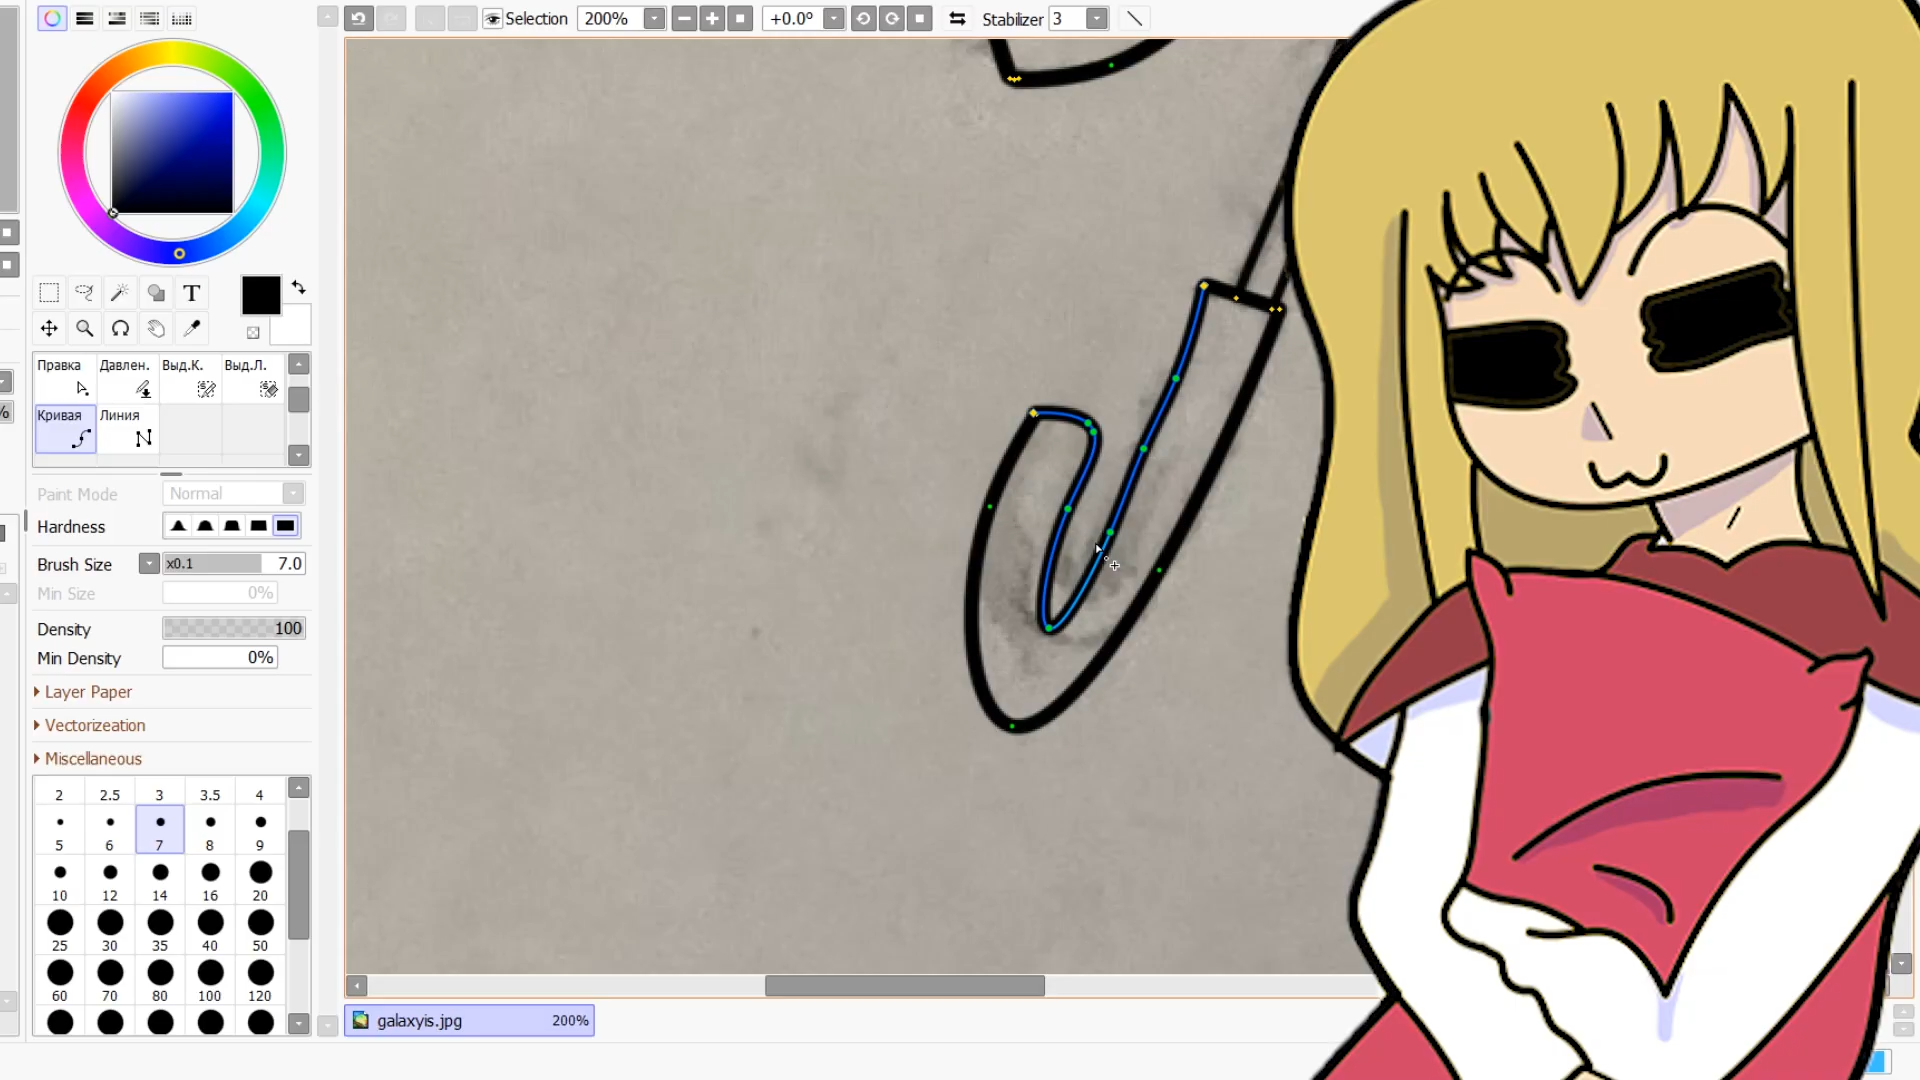 Selection 200% +0.0° Stabilizer 3
T
Правка Давлен. Выд.К. Выд.Л.
Кривая Линия
%
Paint Mode Normal
Hardness
Brush Size x0.1 7.0
Min Size 0%
Density 100
Min Density 0%
Layer Paper
Vectorizeation
Miscellaneous
2 2.5 3 3.5 4
5 6 7 8 9
10 12 14 16 20
25 30 35 40 50
60 70 80 100 120
galaxyis.jpg 200%